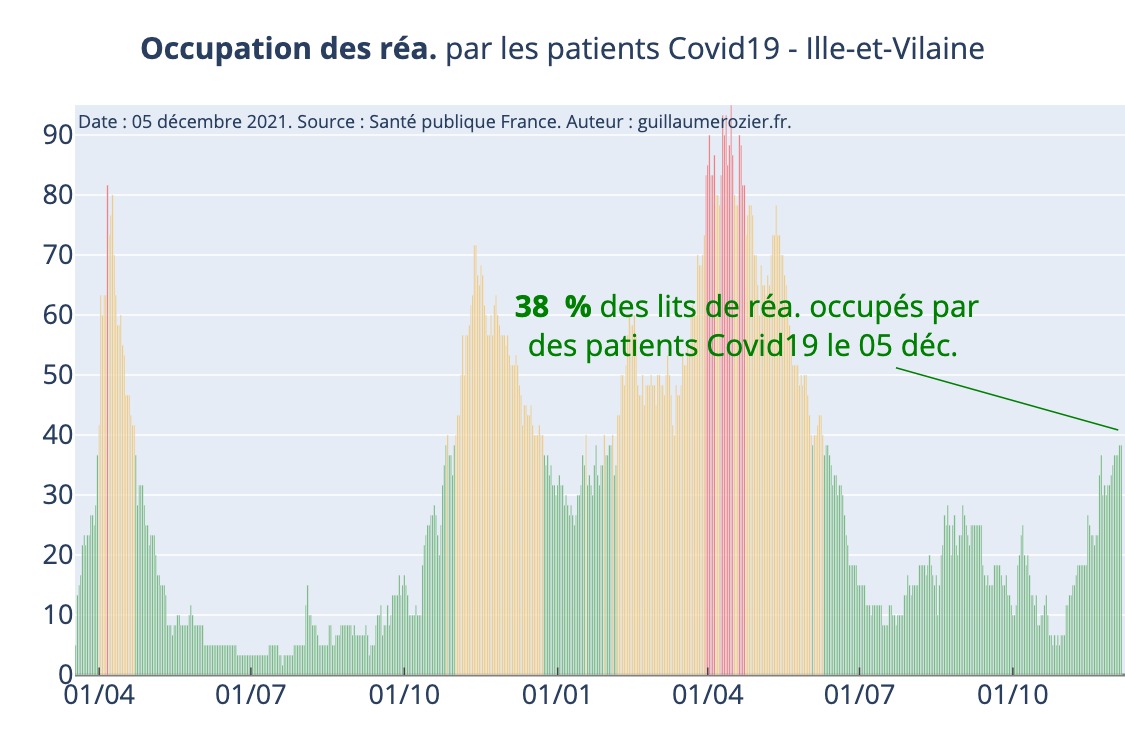 Occupation des réa. par les patients Covid19 - Ille-et-Vilaine
Date : 05 décembre 2021. Source : Santé publique France. Auteur : guillaumerozier.fr.
90
80
70
60
50
40
30
20
10
0
38 % des lits de réa. occupés par
des patients Covid19 le 05 déc.
01/04 01/07 01/10 01/01 01/04 01/07 01/10